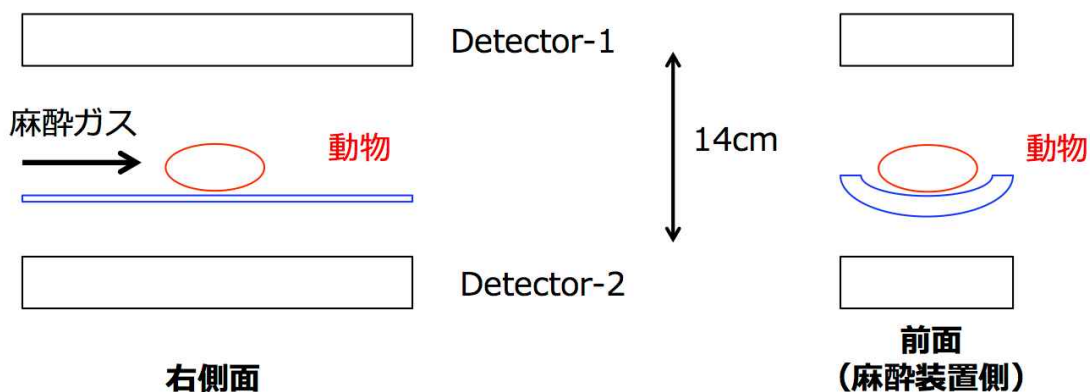 Detector-1
麻酔ガス
動物
14cm
動物
Detector-2
右側面
前面
(麻酔装置側)